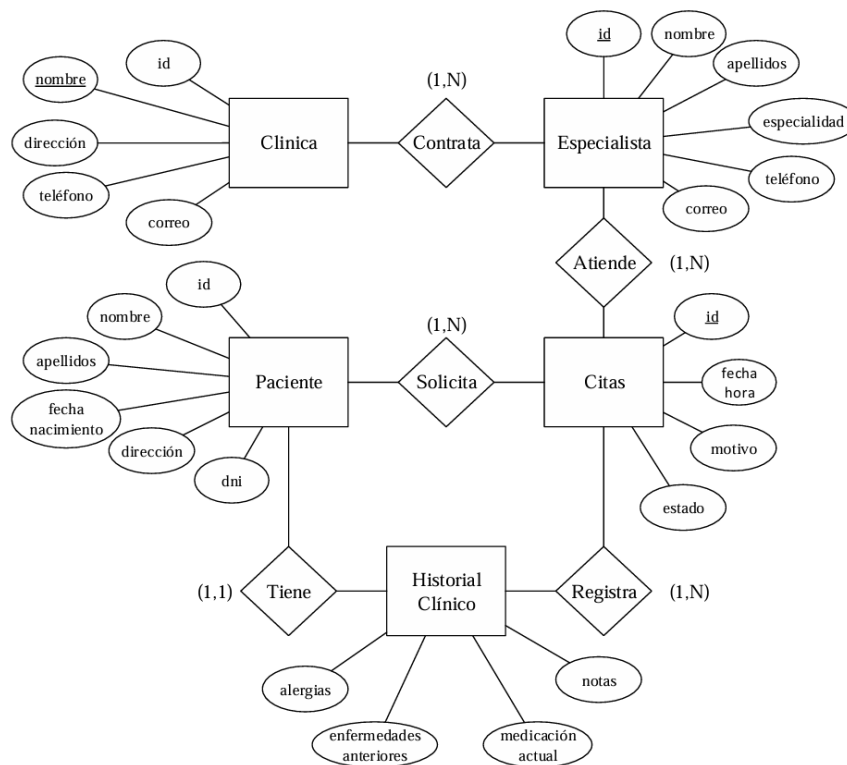 id
nombre
dirección
teléfono
correo
Clinica
(1,N)
Contrata
id
nombre
apellidos
especialidad
teléfono
correo
Especialista
Atiende
(1,N)
id
nombre
apellidos
fecha
nacimiento
dirección
dni
Paciente
(1,N)
Solicita
Citas
id
fecha
hora
motivo
estado
(1,1)
Tiene
Historial
Clínico
Registra
(1,N)
alergias
enfermedades
anteriores
medicación
actual
notas